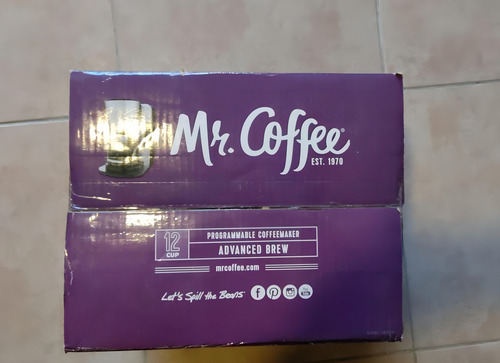 Mr. Coffee®
EST. 1970
12
CUP
PROGRAMMABLE COFFEEMAKER
ADVANCED BREW
mrcoffee.com
Let's Spill the Beans